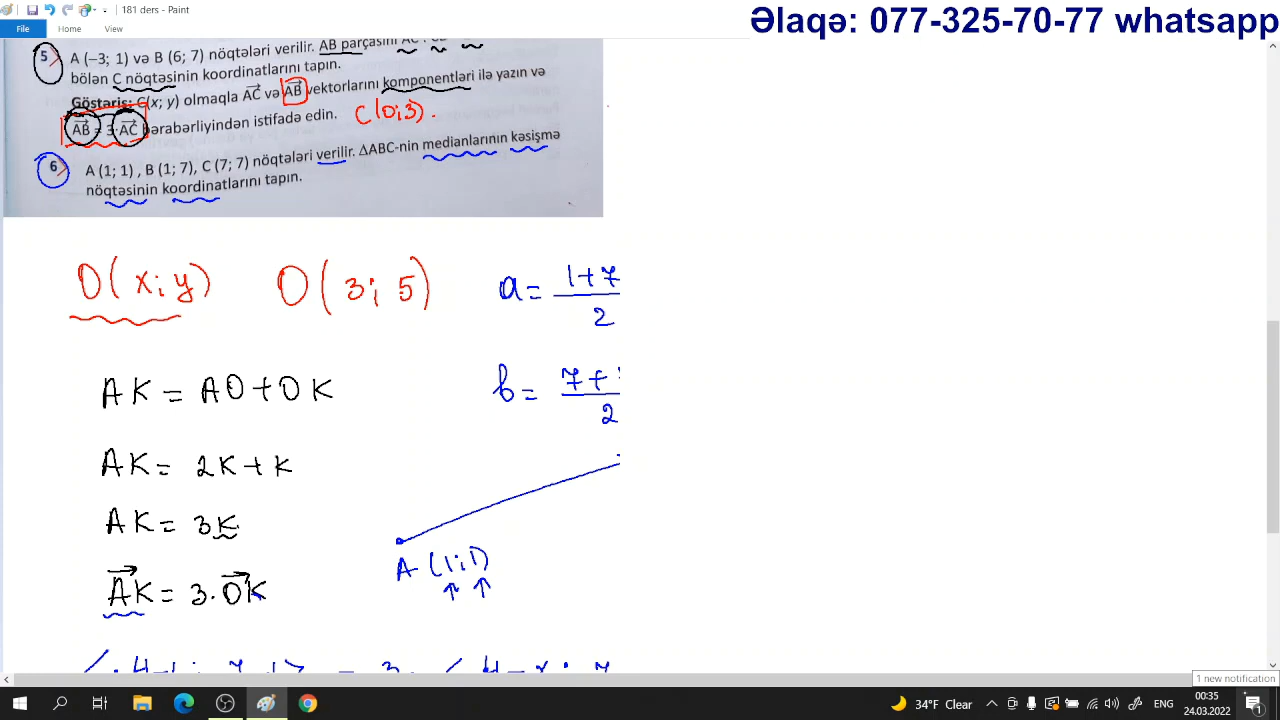 181 ders - Paint
Əlaqə: 077-325-70-77 whatsapp
File Home View
5 A (–3; 1) və B (6; 7) nöqtələri verilir. AB parçasını
bölən C nöqtəsinin koordinatlarını tapın.
Göstəriş: C(x; y) olmaqla AC və AB vektorlarını komponentləri ilə yazın və
AB = 3 · AC bərabərliyindən istifadə edin. C(0;3).
6 A (1; 1) , B (1; 7), C (7; 7) nöqtələri verilir. ΔABC-nin medianlarının kəsişmə
nöqtəsinin koordinatlarını tapın.
O(x;y) O(3; 5) a= 1+7
2
AK = AO+OK b= 7+
2
AK= 2K+K
AK= 3K
A (1;1)
AK= 3.OK
1 new notification
34°F Clear ENG 00:35
24.03.2022